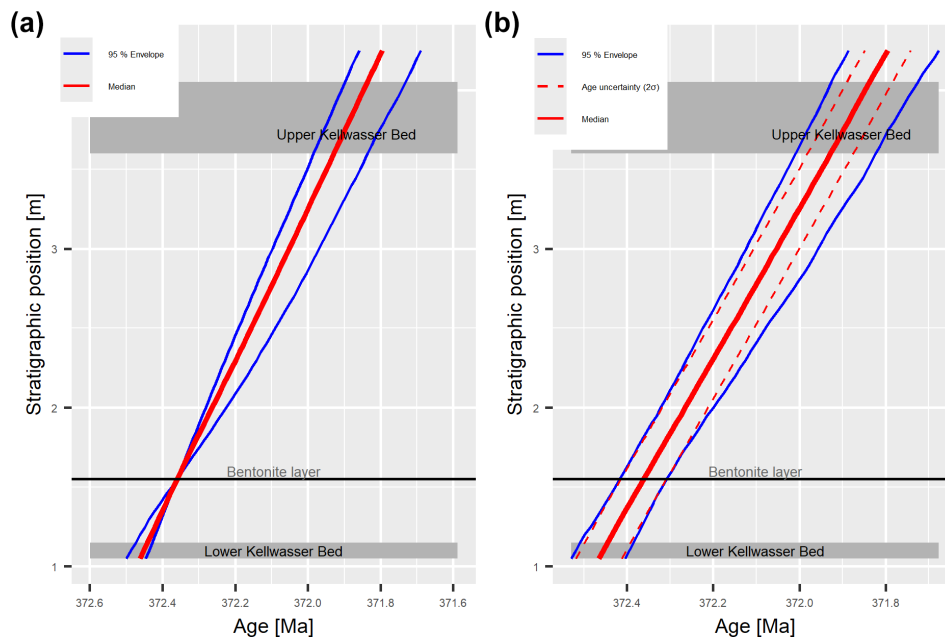 (a)
95 % Envelope
Median
Upper Kellwasser Bed
Bentonite layer
Lower Kellwasser Bed
Stratigraphic position [m]
3
2
1
372.6
372.4
372.2
372.0
371.8
371.6
Age [Ma]
(b)
95 % Envelope
Age uncertainty (2σ)
Median
Upper Kellwasser Bed
Bentonite layer
Lower Kellwasser Bed
Stratigraphic position [m]
3
2
1
372.4
372.2
372.0
371.8
Age [Ma]